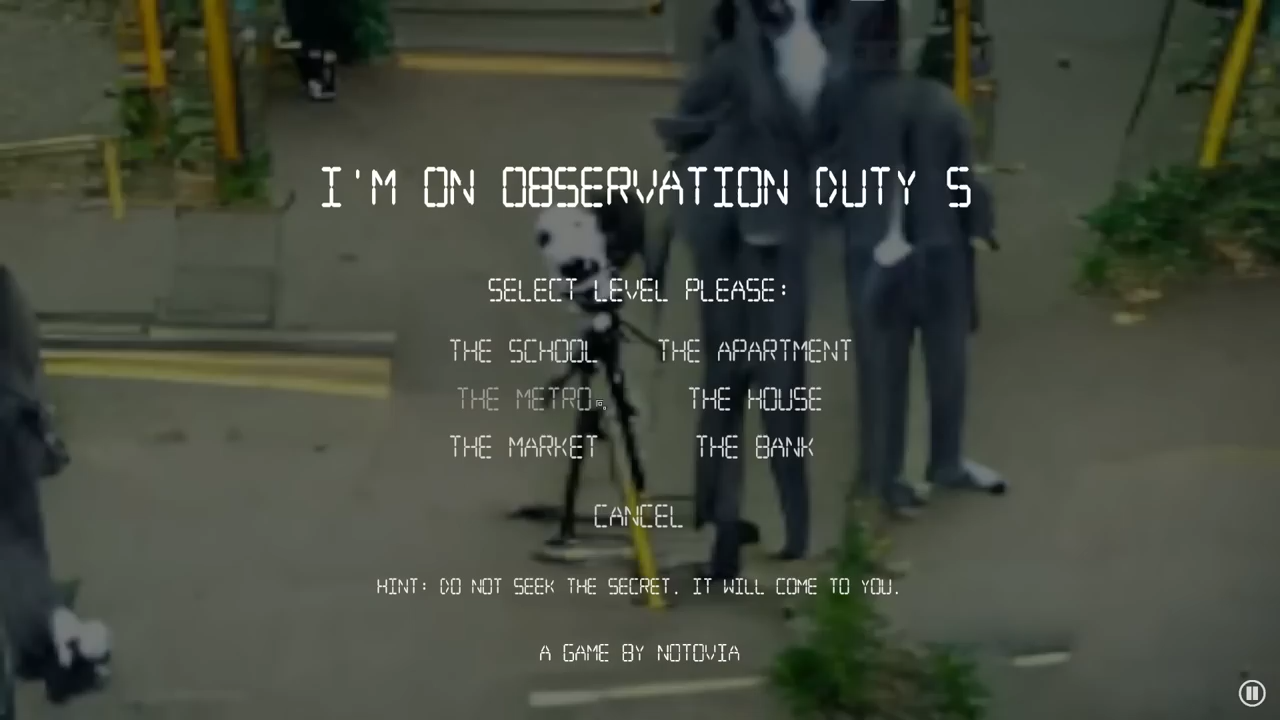 I'M ON OBSERVATION DUTY 5
SELECT LEVEL PLEASE:
THE SCHOOL THE APARTMENT
THE METRO THE HOUSE
THE MARKET THE BANK
CANCEL
HINT: DO NOT SEEK THE SECRET. IT WILL COME TO YOU.
A GAME BY NOTOVIA